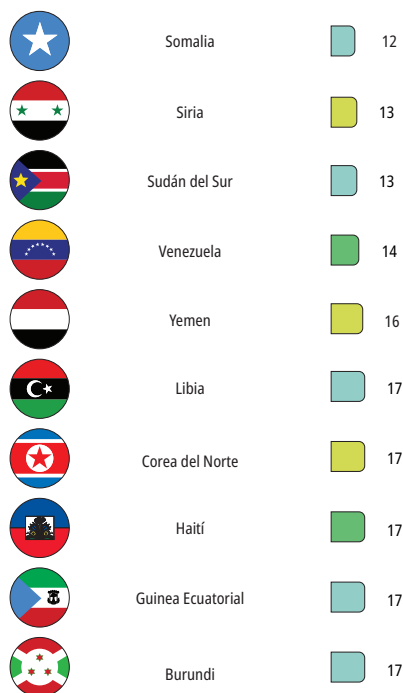 Somalia 12
Siria 13
Sudán del Sur 13
Venezuela 14
Yemen 16
Libia 17
Corea del Norte 17
Haití 17
Guinea Ecuatorial 17
Burundi 17